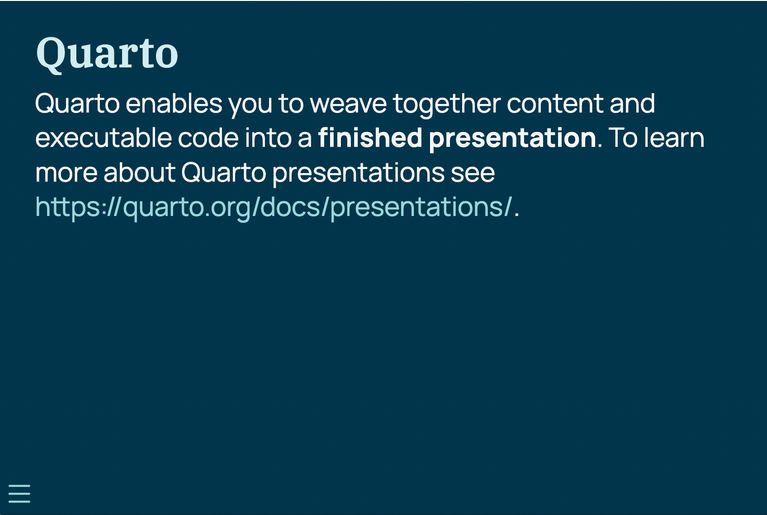 Quarto
Quarto enables you to weave together content and
executable code into a finished presentation. To learn
more about Quarto presentations see
https://quarto.org/docs/presentations/.